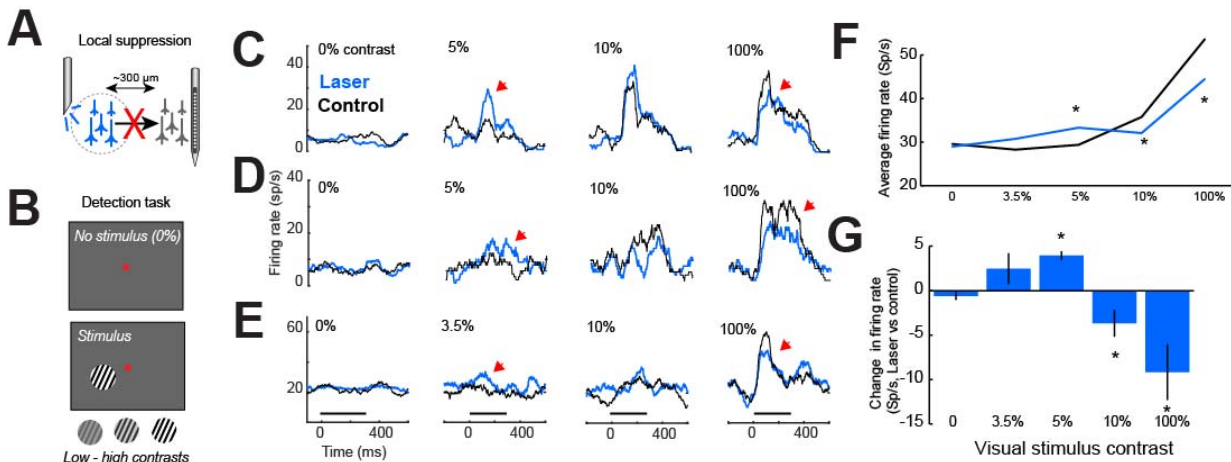 A
Local suppression
~300 µm
B
Detection task
No stimulus (0%)
Stimulus
Low - high contrasts
C
0% contrast
5%
10%
100%
Laser
Control
40
20
0
D
0%
5%
10%
100%
40
20
0
Firing rate (sp/s)
E
0%
3.5%
10%
100%
60
20
0
400
0
400
0
400
0
400
Time (ms)
F
Average firing rate (Sp/s)
50
40
30
20
*
*
*
0
3.5%
5%
10%
100%
G
Change in firing rate
(Sp/s, Laser vs control)
5
0
-5
-10
-15
*
*
*
0
3.5%
5%
10%
100%
Visual stimulus contrast